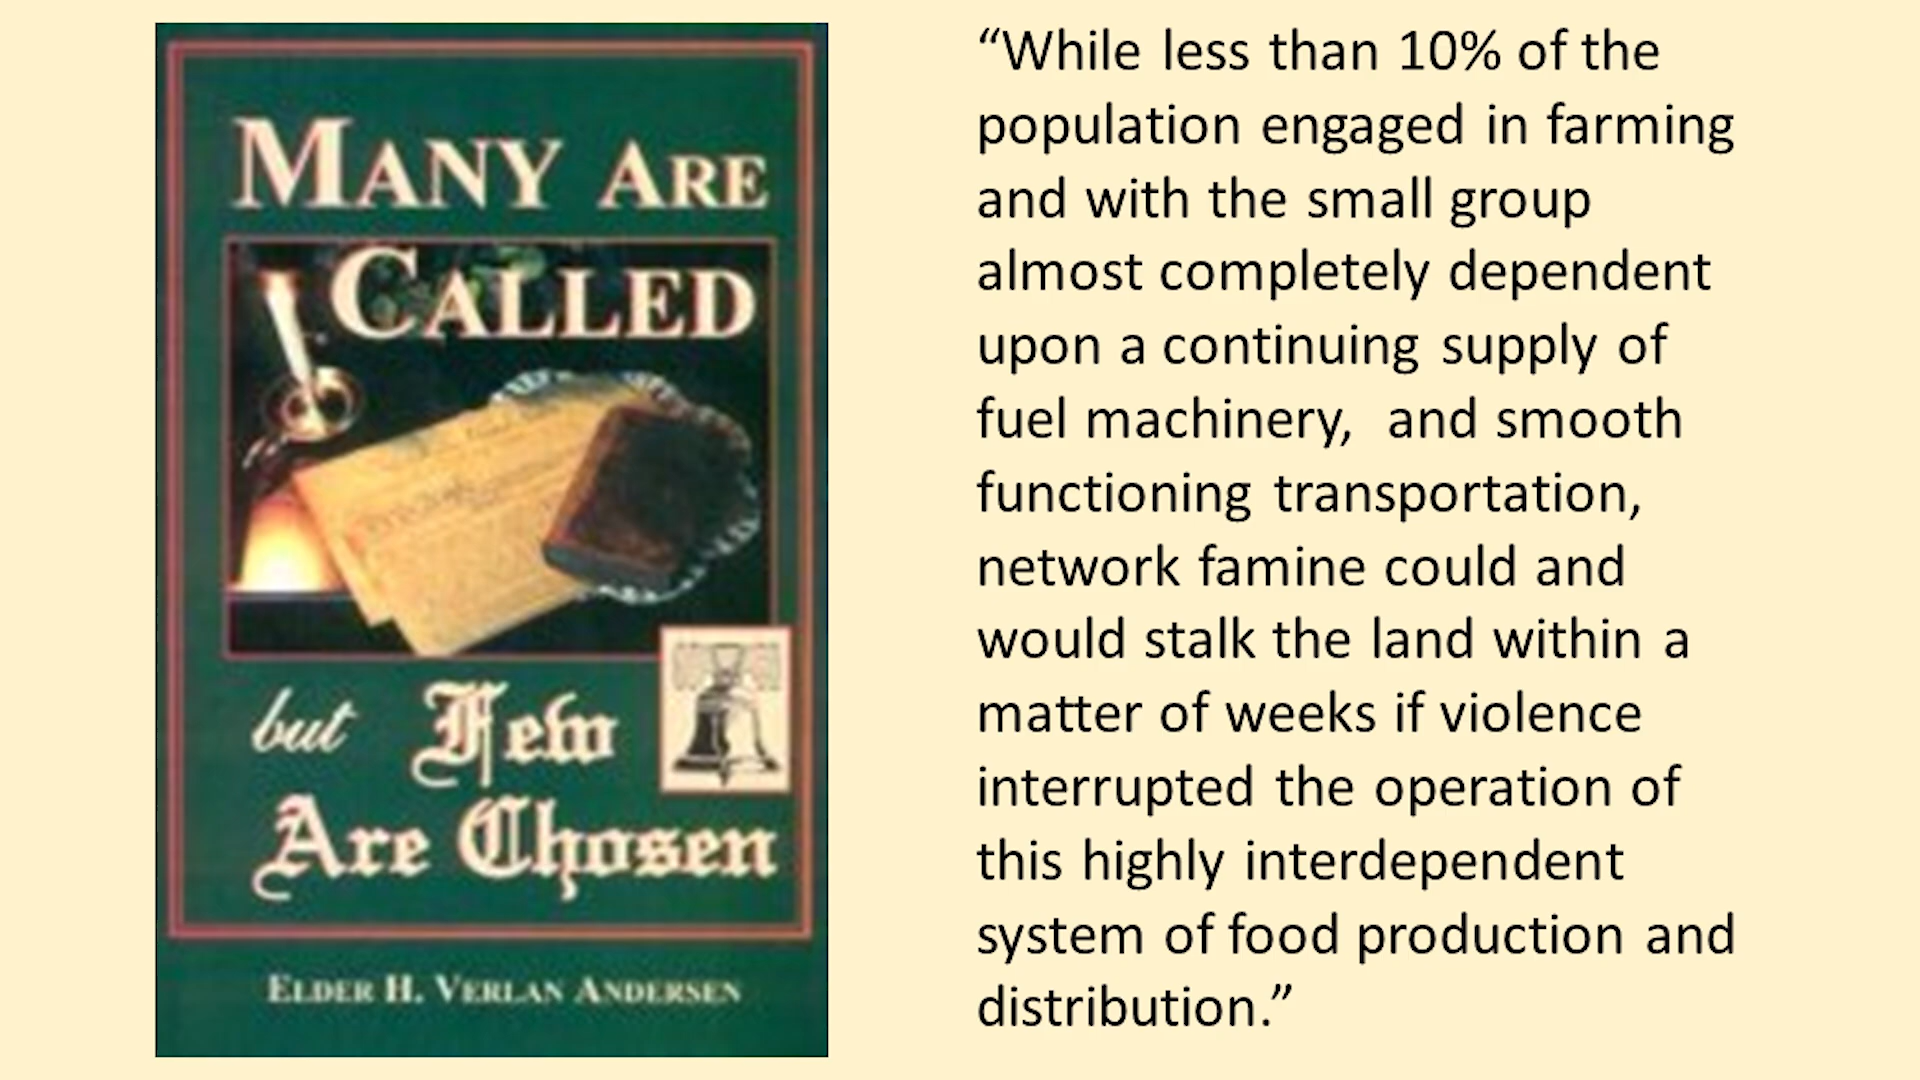 MANY ARE
CALLED
but Few
Are Chosen
ELDER H. VERLAN ANDERSEN
“While less than 10% of the
population engaged in farming
and with the small group
almost completely dependent
upon a continuing supply of
fuel machinery,  and smooth
functioning transportation,
network famine could and
would stalk the land within a
matter of weeks if violence
interrupted the operation of
this highly interdependent
system of food production and
distribution.”